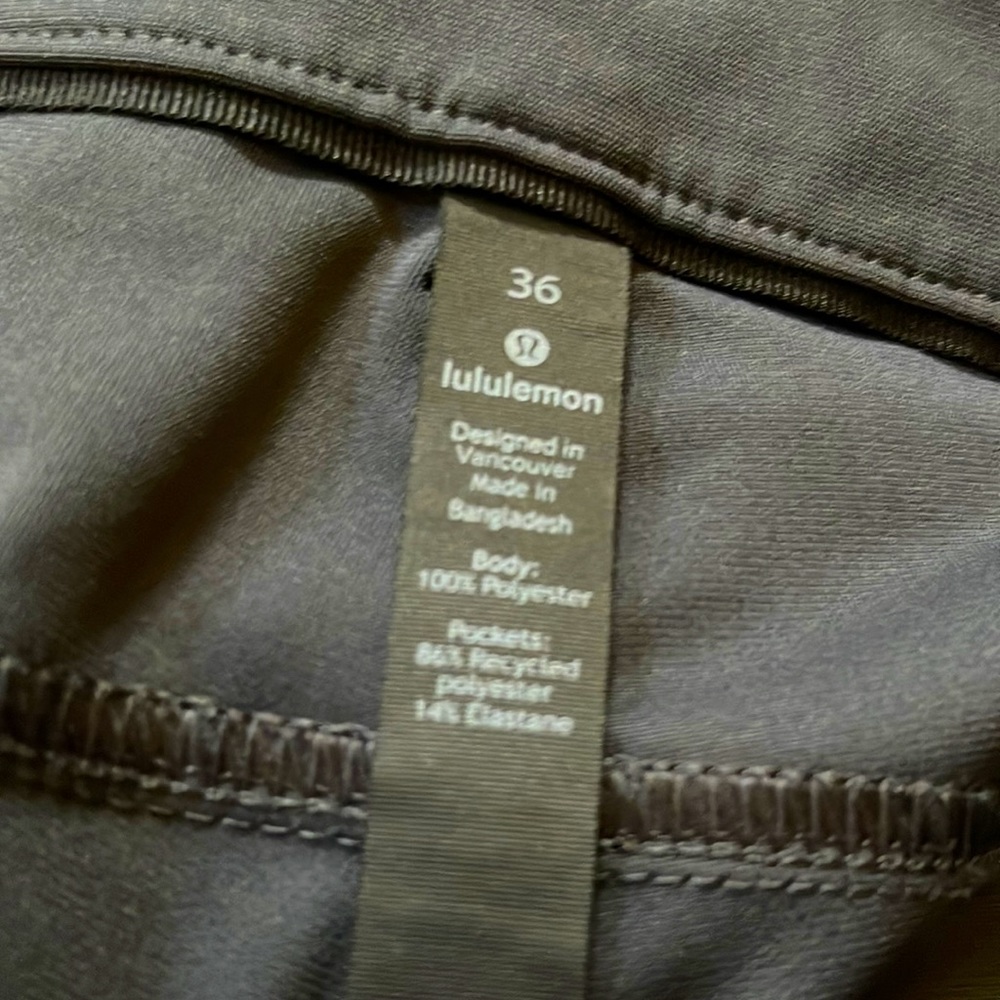 36
lululemon
Designed in
Vancouver
Made in
Bangladesh
Body:
100% Polyester
Pockets:
86% Recycled
polyester
14% Elastane